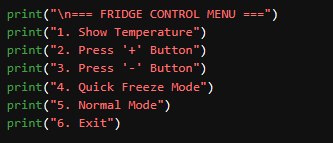 print("\n=== FRIDGE CONTROL MENU ===")
print("1. Show Temperature")
print("2. Press '+' Button")
print("3. Press '-' Button")
print("4. Quick Freeze Mode")
print("5. Normal Mode")
print("6. Exit")